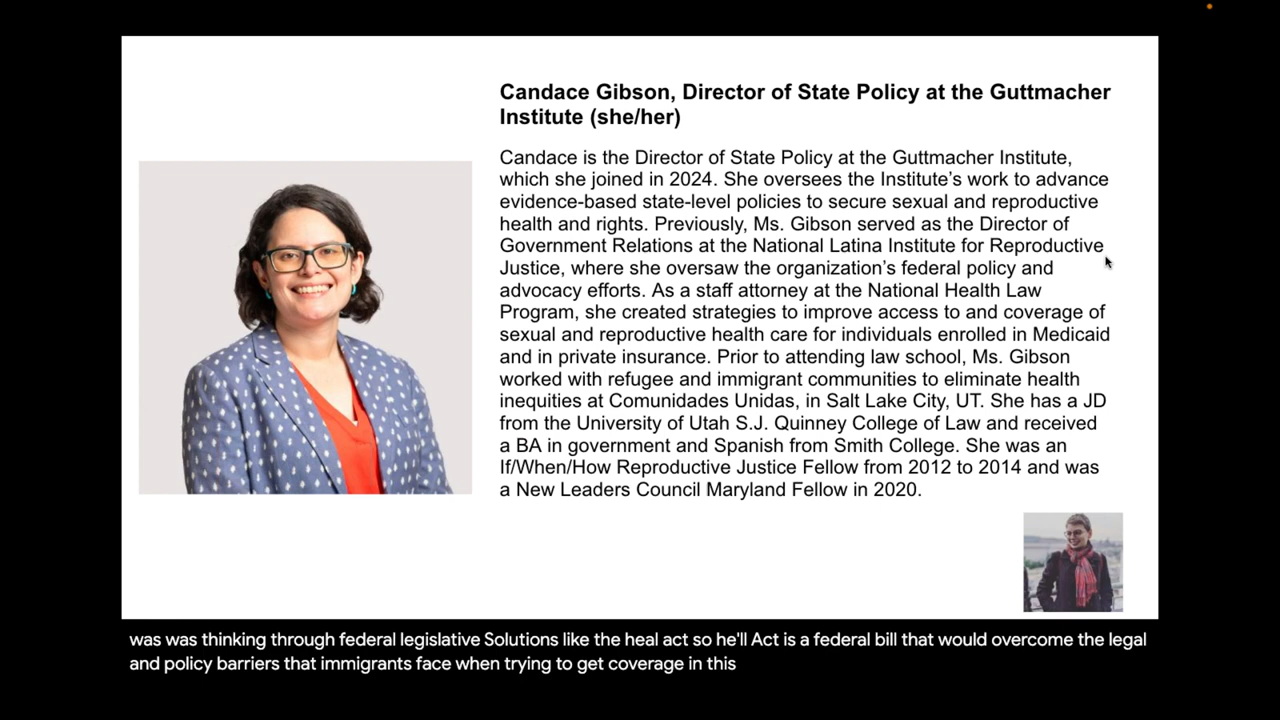 Candace Gibson, Director of State Policy at the Guttmacher
Institute (she/her)
Candace is the Director of State Policy at the Guttmacher Institute,
which she joined in 2024. She oversees the Institute’s work to advance
evidence-based state-level policies to secure sexual and reproductive
health and rights. Previously, Ms. Gibson served as the Director of
Government Relations at the National Latina Institute for Reproductive
Justice, where she oversaw the organization’s federal policy and
advocacy efforts. As a staff attorney at the National Health Law
Program, she created strategies to improve access to and coverage of
sexual and reproductive health care for individuals enrolled in Medicaid
and in private insurance. Prior to attending law school, Ms. Gibson
worked with refugee and immigrant communities to eliminate health
inequities at Comunidades Unidas, in Salt Lake City, UT. She has a JD
from the University of Utah S.J. Quinney College of Law and received
a BA in government and Spanish from Smith College. She was an
If/When/How Reproductive Justice Fellow from 2012 to 2014 and was
a New Leaders Council Maryland Fellow in 2020.
was was thinking through federal legislative Solutions like the heal act so he'll Act is a federal bill that would overcome the legal
and policy barriers that immigrants face when trying to get coverage in this